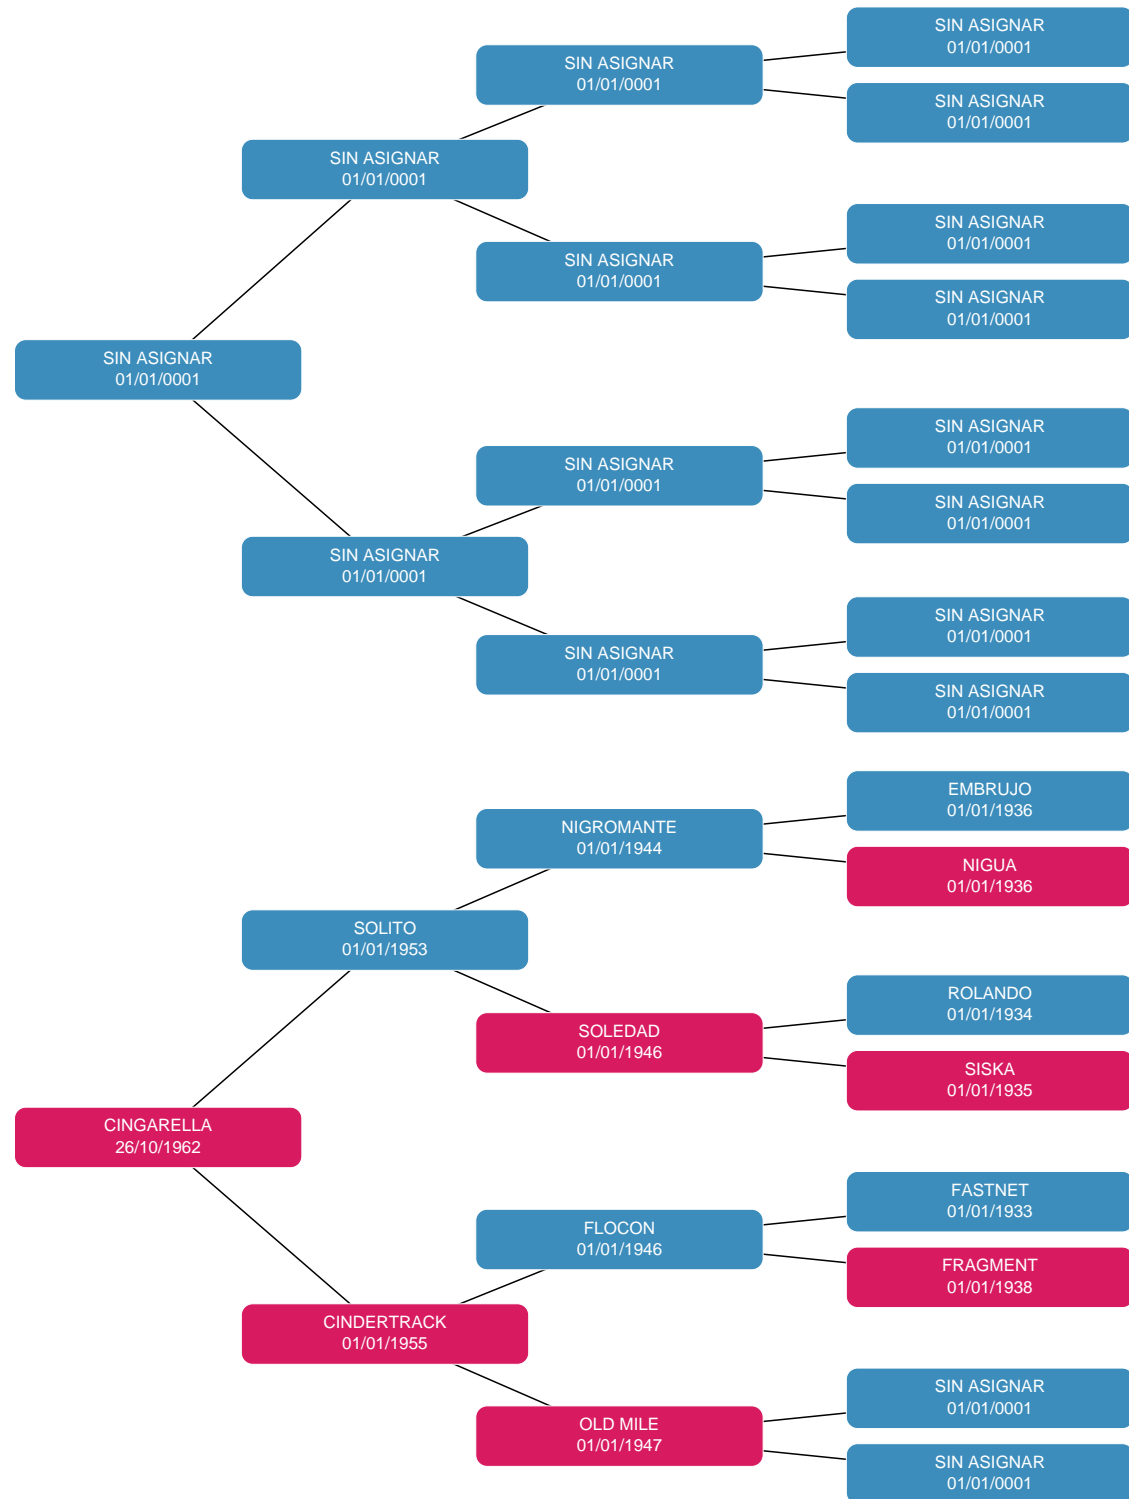 SIN ASIGNAR
01/01/0001
SIN ASIGNAR
01/01/0001
SIN ASIGNAR
01/01/0001
SIN ASIGNAR
01/01/0001
SIN ASIGNAR
01/01/0001
SIN ASIGNAR
01/01/0001
SIN ASIGNAR
01/01/0001
SIN ASIGNAR
01/01/0001
SIN ASIGNAR
01/01/0001
SIN ASIGNAR
01/01/0001
SIN ASIGNAR
01/01/0001
SIN ASIGNAR
01/01/0001
SIN ASIGNAR
01/01/0001
SIN ASIGNAR
01/01/0001
SIN ASIGNAR
01/01/0001
EMBRUJO
01/01/1936
NIGROMANTE
01/01/1944
NIGUA
01/01/1936
SOLITO
01/01/1953
ROLANDO
01/01/1934
SOLEDAD
01/01/1946
SISKA
01/01/1935
CINGARELLA
26/10/1962
FASTNET
01/01/1933
FLOCON
01/01/1946
FRAGMENT
01/01/1938
CINDERTRACK
01/01/1955
SIN ASIGNAR
01/01/0001
OLD MILE
01/01/1947
SIN ASIGNAR
01/01/0001